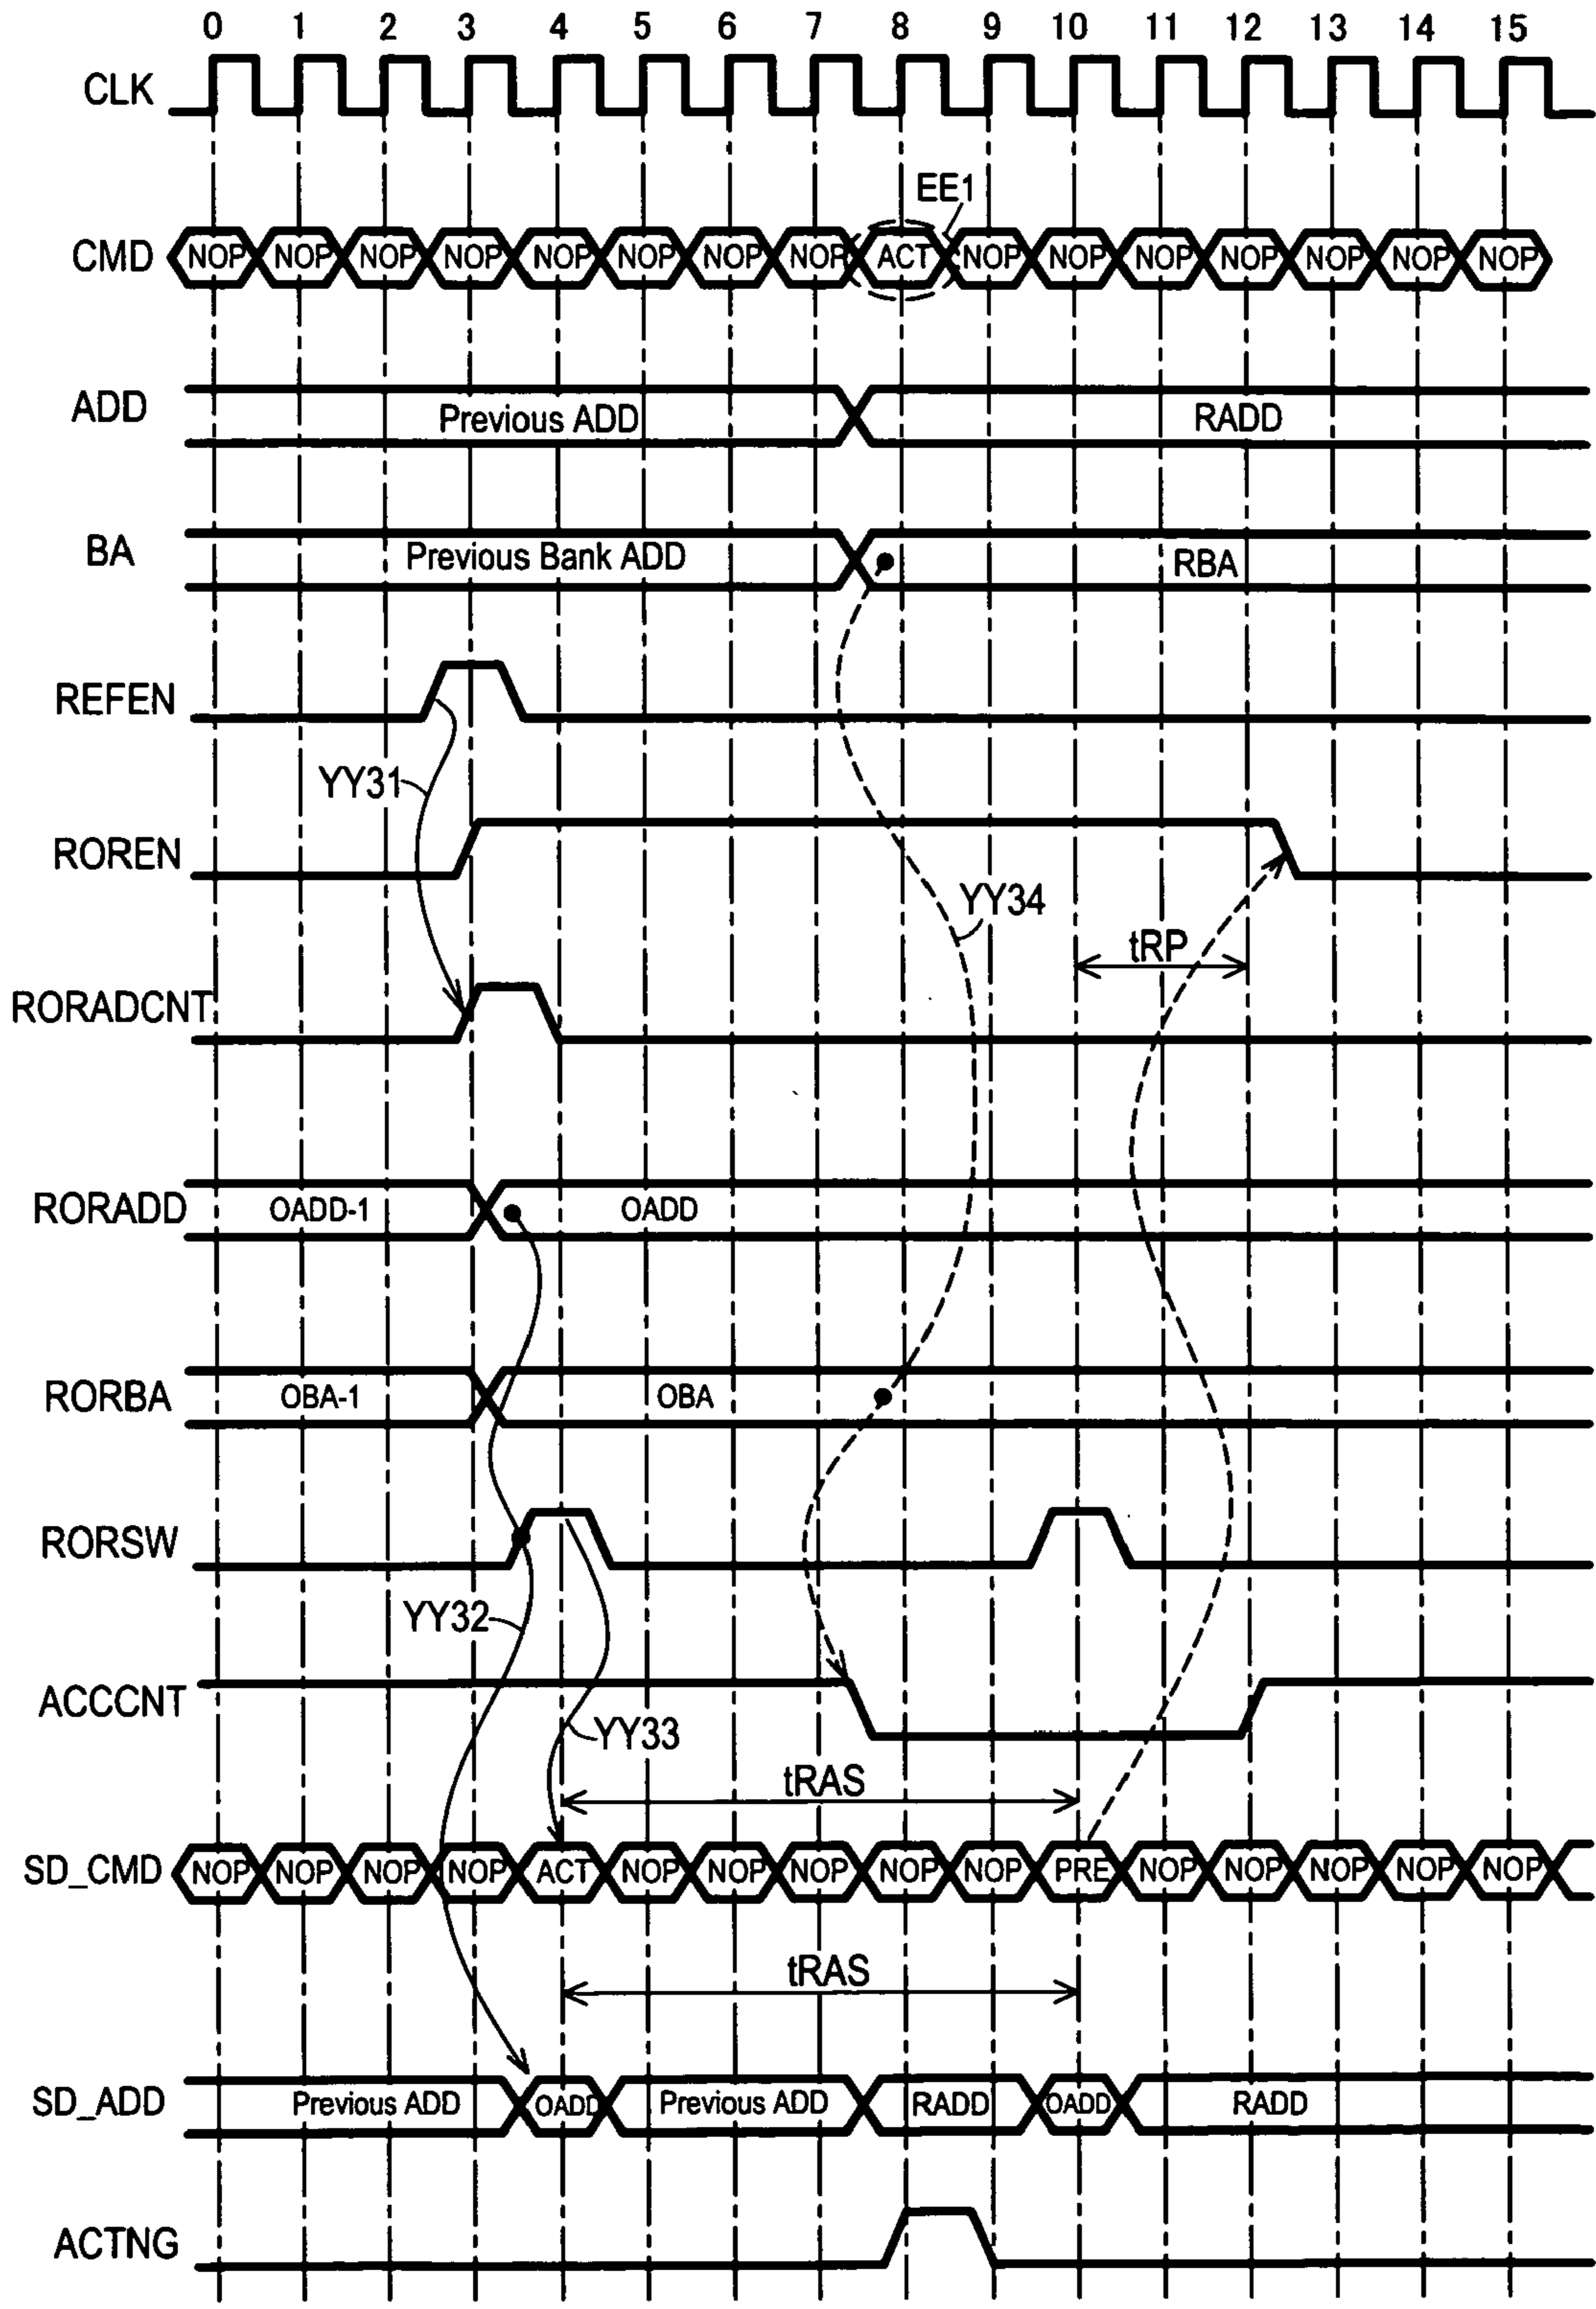 0 1 2 3 4 5 6 7 8 9 10 11 12 13 14 15
CLK
EE1
CMD NOP NOP NOP NOP NOP NOP NOP NOP ACT NOP NOP NOP NOP NOP NOP NOP
ADD Previous ADD RADD
BA Previous Bank ADD RBA
REFEN
YY31
ROREN
YY34
tRP
RORADCNT
RORADD OADD-1 OADD
RORBA OBA-1 OBA
RORSW
YY32
ACCCNT
YY33
tRAS
SD_CMD NOP NOP NOP NOP ACT NOP NOP NOP NOP NOP PRE NOP NOP NOP NOP NOP
tRAS
SD_ADD Previous ADD OADD Previous ADD RADD OADD RADD
ACTNG